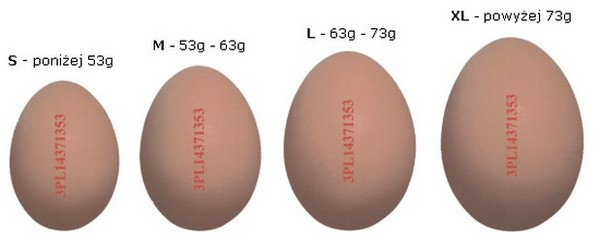 S - poniżej 53g
M - 53g - 63g
L - 63g - 73g
XL - powyżej 73g
3PL14371353
3PL14371353
3PL14371353
3PL14371353